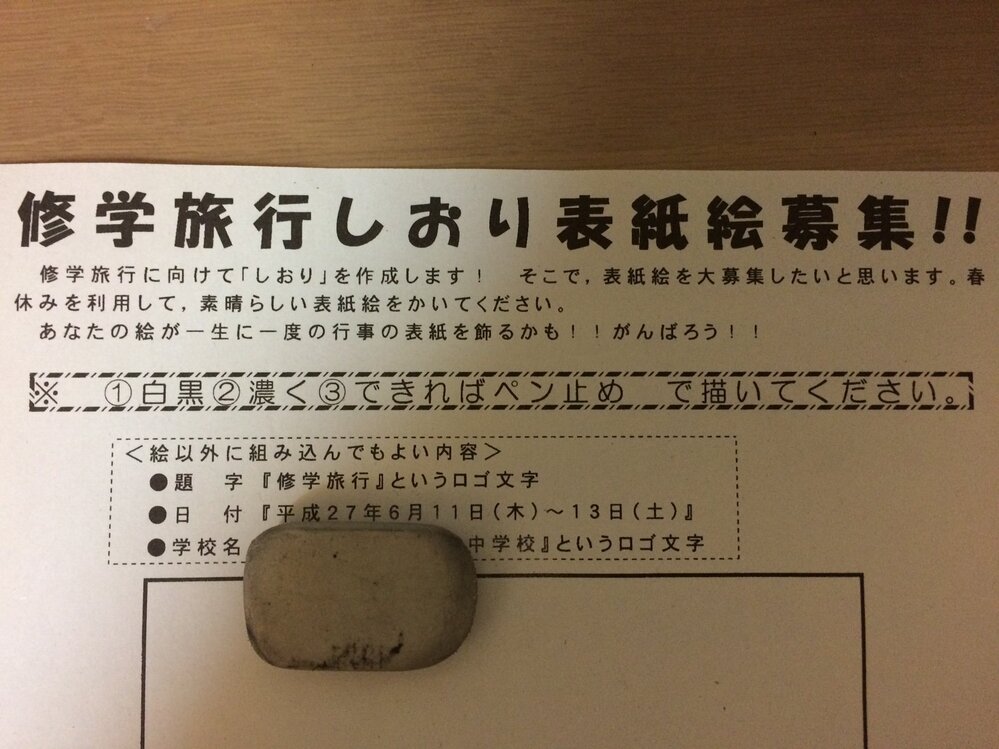 修学旅行しおり表紙絵募集!!
修学旅行に向けて「しおり」を作成します！　そこで，表紙絵を大募集したいと思います。春
休みを利用して，素晴らしい表紙絵をかいてください。
あなたの絵が一生に一度の行事の表紙を飾るかも！！がんばろう！！
※　①白黒②濃く③できればペン止め　で描いてください。
＜絵以外に組み込んでもよい内容＞
●題　字『修学旅行』というロゴ文字
●日　付『平成27年6月11日(木)～13日(土)』
●学校名　中学校』というロゴ文字